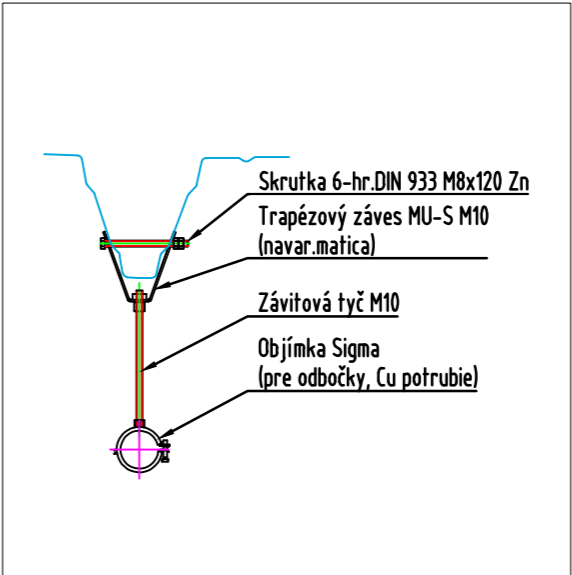 Skrutka 6-hr.DIN 933 M8x120 Zn
Trapézový záves MU-S M10
(navar.matica)
Závitová tyč M10
Objímka Sigma
(pre odbočky, Cu potrubie)